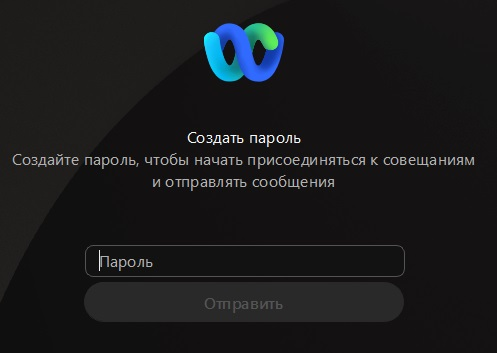 Создать пароль
Создайте пароль, чтобы начать присоединяться к совещаниям
и отправлять сообщения
Пароль
Отправить